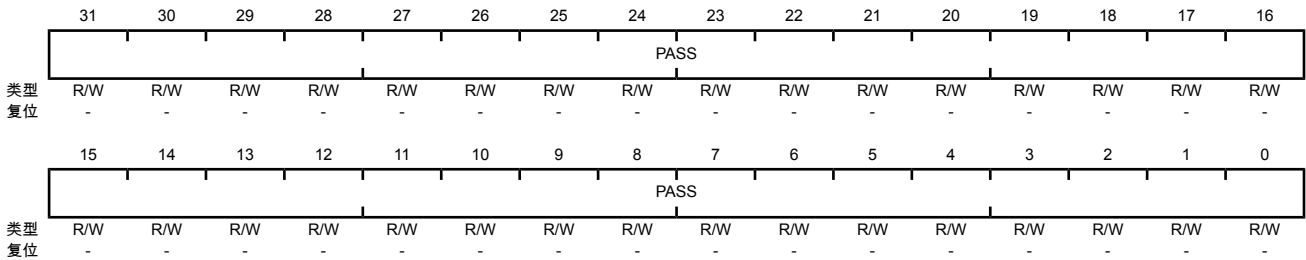 31 30 29 28 27 26 25 24 23 22 21 20 19 18 17 16
PASS
类型 R/W R/W R/W R/W R/W R/W R/W R/W R/W R/W R/W R/W R/W R/W R/W R/W
复位 - - - - - - - - - - - - - - - -
15 14 13 12 11 10 9 8 7 6 5 4 3 2 1 0
PASS
类型 R/W R/W R/W R/W R/W R/W R/W R/W R/W R/W R/W R/W R/W R/W R/W R/W
复位 - - - - - - - - - - - - - - - -